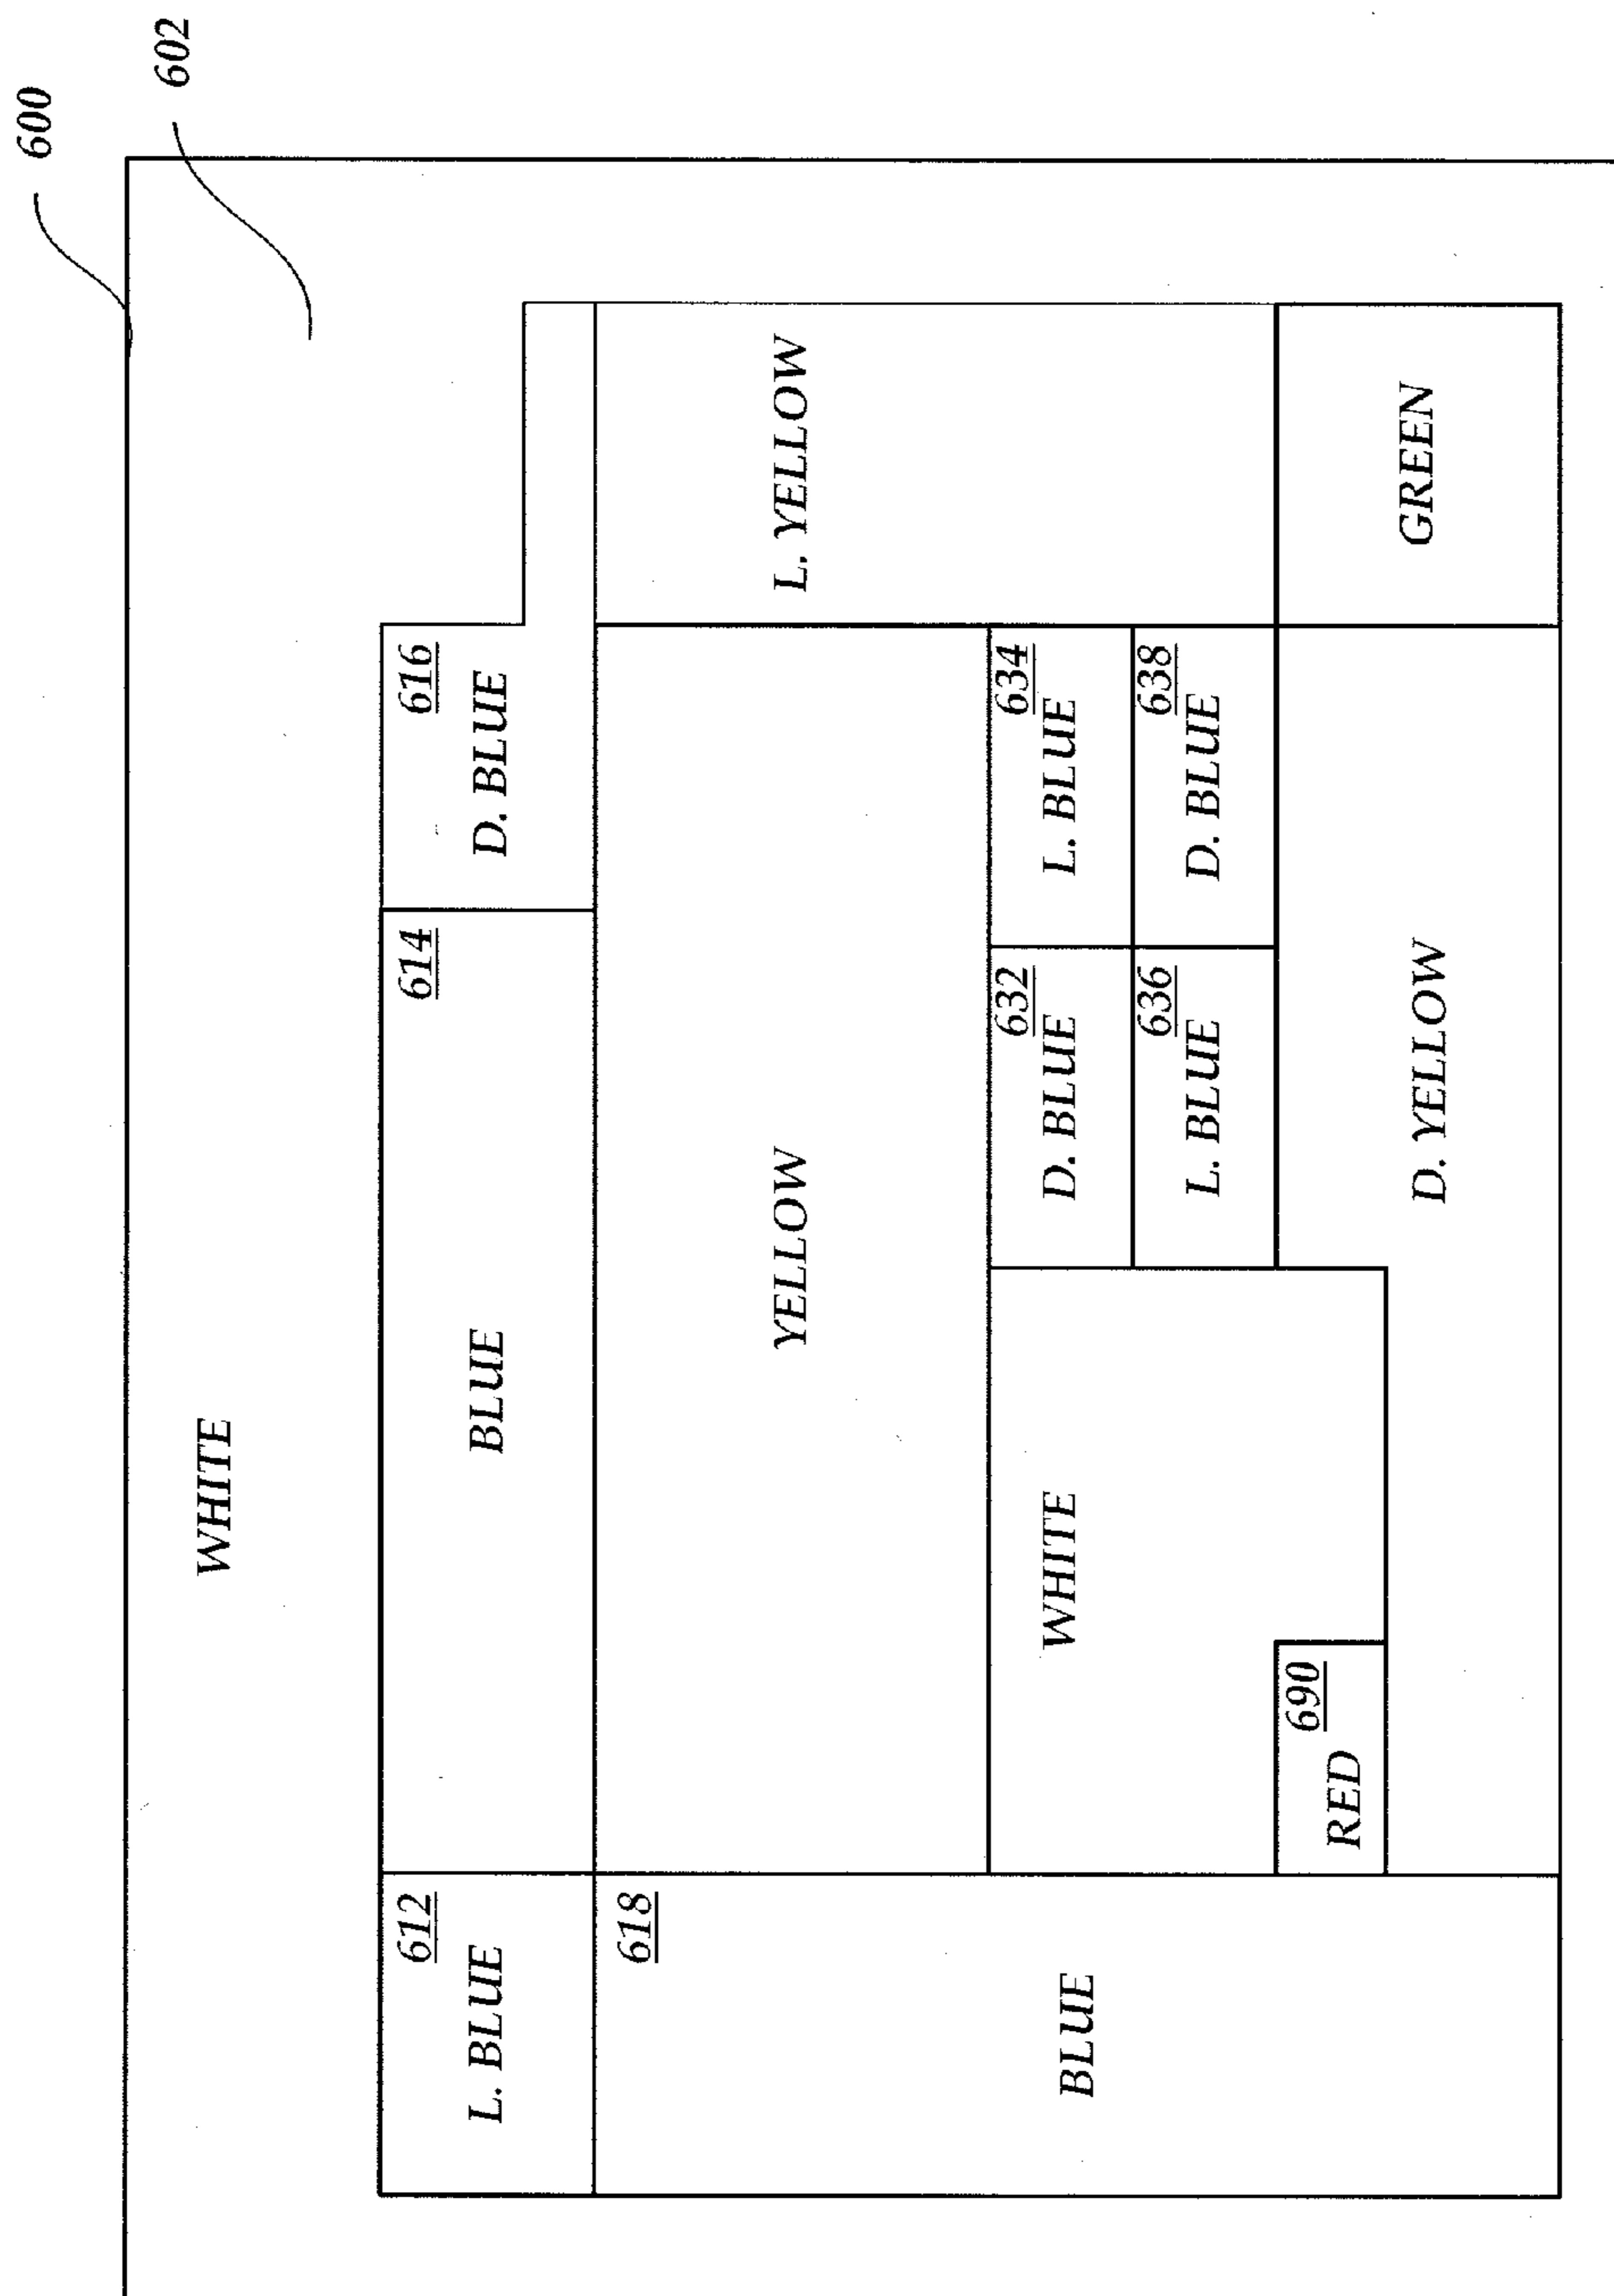 600
602
WHITE
612
L. BLUE
614
BLUE
616
D. BLUE
618
BLUE
YELLOW
L. YELLOW
WHITE
632
D. BLUE
634
L. BLUE
636
L. BLUE
638
D. BLUE
690
RED
D. YELLOW
GREEN